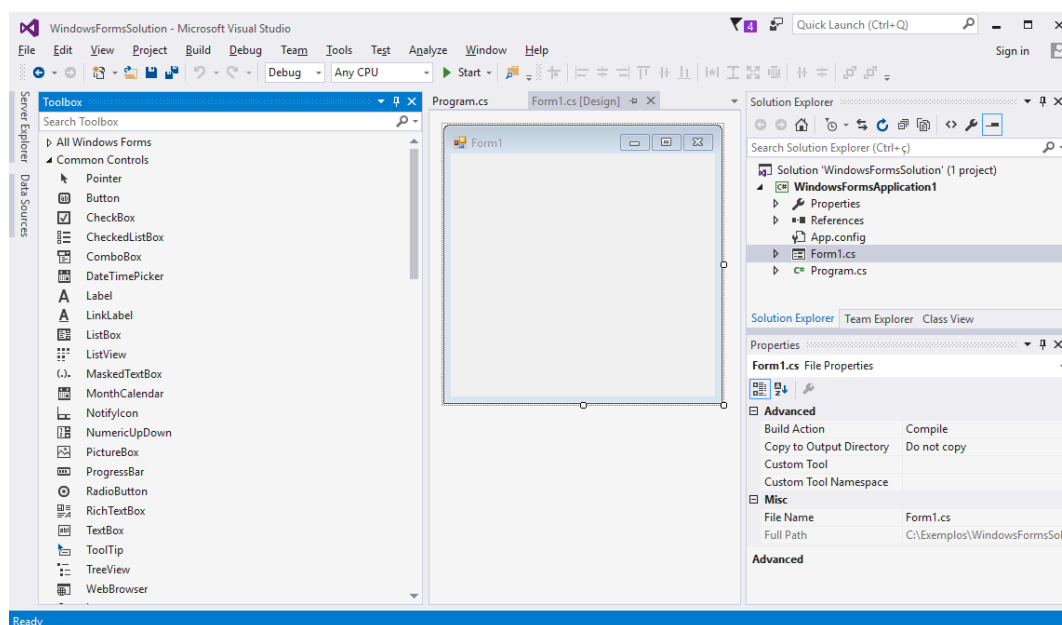 WindowsFormsSolution - Microsoft Visual Studio
4
Quick Launch (Ctrl+Q)
File Edit View Project Build Debug Team Tools Test Analyze Window Help
Sign in
Debug Any CPU Start
Server Explorer
Data Sources
Toolbox
Search Toolbox
All Windows Forms
Common Controls
Pointer
Button
CheckBox
CheckedListBox
ComboBox
DateTimePicker
Label
LinkLabel
ListBox
ListView
MaskedTextBox
MonthCalendar
NotifyIcon
NumericUpDown
PictureBox
ProgressBar
RadioButton
RichTextBox
TextBox
ToolTip
TreeView
WebBrowser
Program.cs Form1.cs [Design]
Form1
Solution Explorer
Search Solution Explorer (Ctrl+ç)
Solution 'WindowsFormsSolution' (1 project)
WindowsFormsApplication1
Properties
References
App.config
Form1.cs
Program.cs
Solution Explorer Team Explorer Class View
Properties
Form1.cs File Properties
Advanced
Build Action Compile
Copy to Output Directory Do not copy
Custom Tool
Custom Tool Namespace
Misc
File Name Form1.cs
Full Path C:\Exemplos\WindowsFormsSol
Advanced
Ready